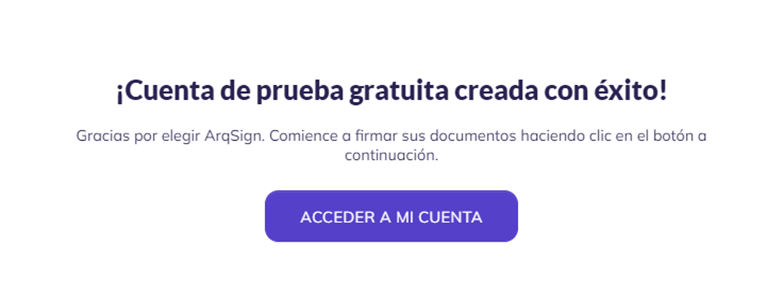 ¡Cuenta de prueba gratuita creada con éxito!
Gracias por elegir ArqSign. Comience a firmar sus documentos haciendo clic en el botón a
continuación.
ACCEDER A MI CUENTA